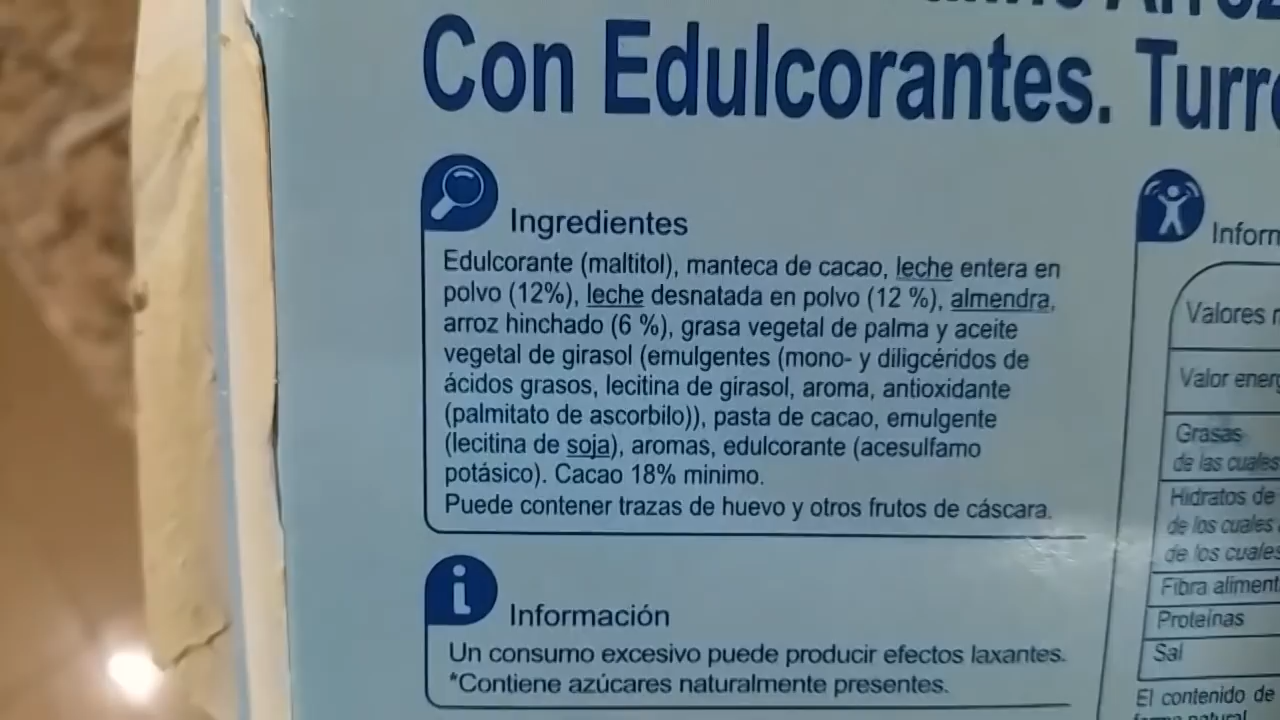 Con Edulcorantes. Turr
Ingredientes
Edulcorante (maltitol), manteca de cacao, leche entera en
polvo (12%), leche desnatada en polvo (12 %), almendra,
arroz hinchado (6 %), grasa vegetal de palma y aceite
vegetal de girasol (emulgentes (mono- y diligcéridos de
ácidos grasos, lecitina de girasol, aroma, antioxidante
(palmitato de ascorbilo)), pasta de cacao, emulgente
(lecitina de soja), aromas, edulcorante (acesulfamo
potásico). Cacao 18% minimo.
Puede contener trazas de huevo y otros frutos de cáscara.
Información
Un consumo excesivo puede producir efectos laxantes.
*Contiene azúcares naturalmente presentes.
Inform
Valores
Valor energ
Grasas
de las cuales
Hidratos de
de los cuales
de los cuales
Fibra aliment
Proteinas
Sal
El contenido de
forma natural